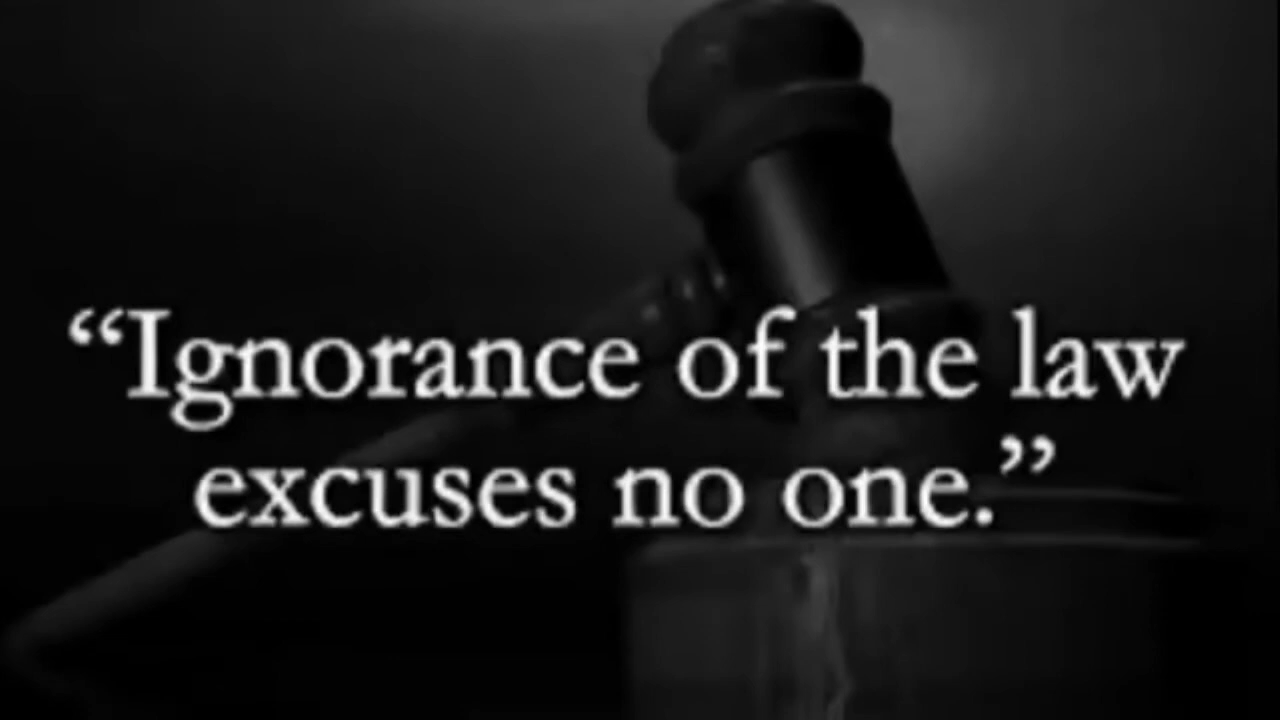 “Ignorance of the law
excuses no one.”